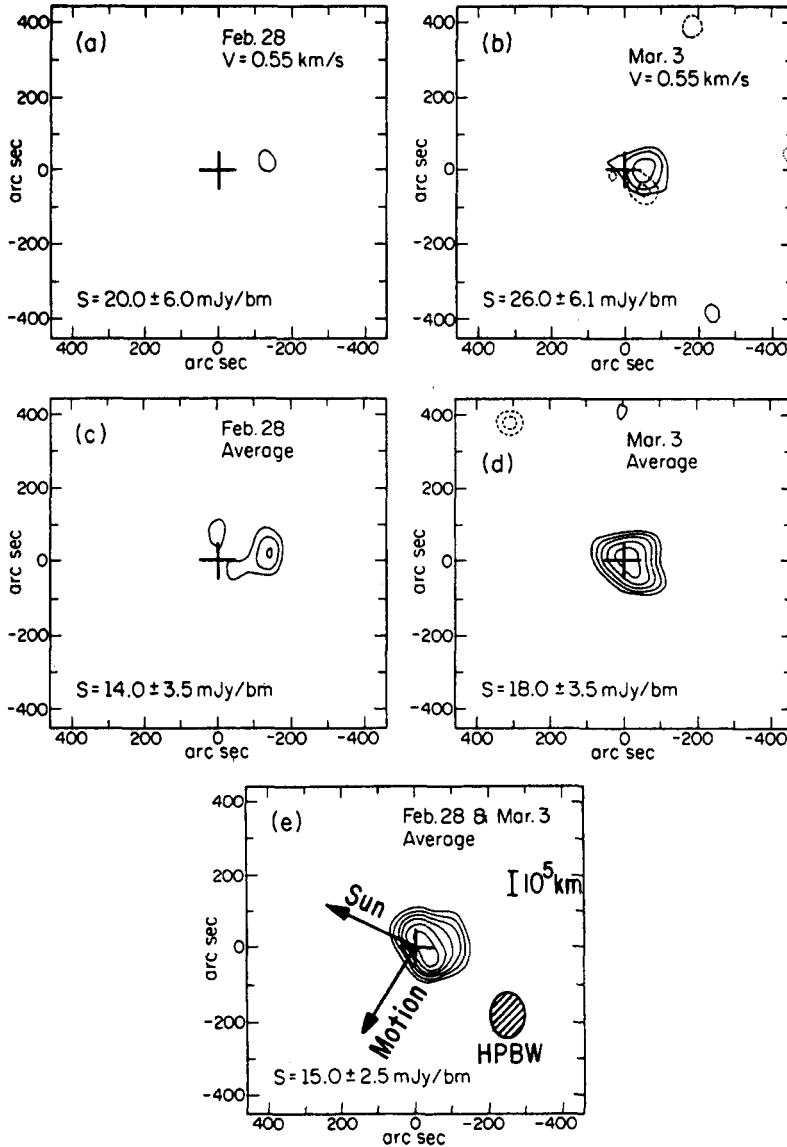 (a)
Feb. 28
V = 0.55 km/s
400
200
0
-200
-400
arc sec
S = 20.0 ± 6.0 mJy/bm
400 200 0 -200 -400
arc sec
(b)
Mar. 3
V = 0.55 km/s
400
200
0
-200
-400
arc sec
S = 26.0 ± 6.1 mJy/bm
400 200 0 -200 -400
arc sec
(c)
Feb. 28
Average
400
200
0
-200
-400
arc sec
S = 14.0 ± 3.5 mJy/bm
400 200 0 -200 -400
arc sec
(d)
Mar. 3
Average
400
200
0
-200
-400
arc sec
S = 18.0 ± 3.5 mJy/bm
400 200 0 -200 -400
arc sec
(e)
Feb. 28 & Mar. 3
Average
400
200
0
-200
-400
arc sec
10⁵ km
Sun
Motion
HPBW
S = 15.0 ± 2.5 mJy/bm
400 200 0 -200 -400
arc sec